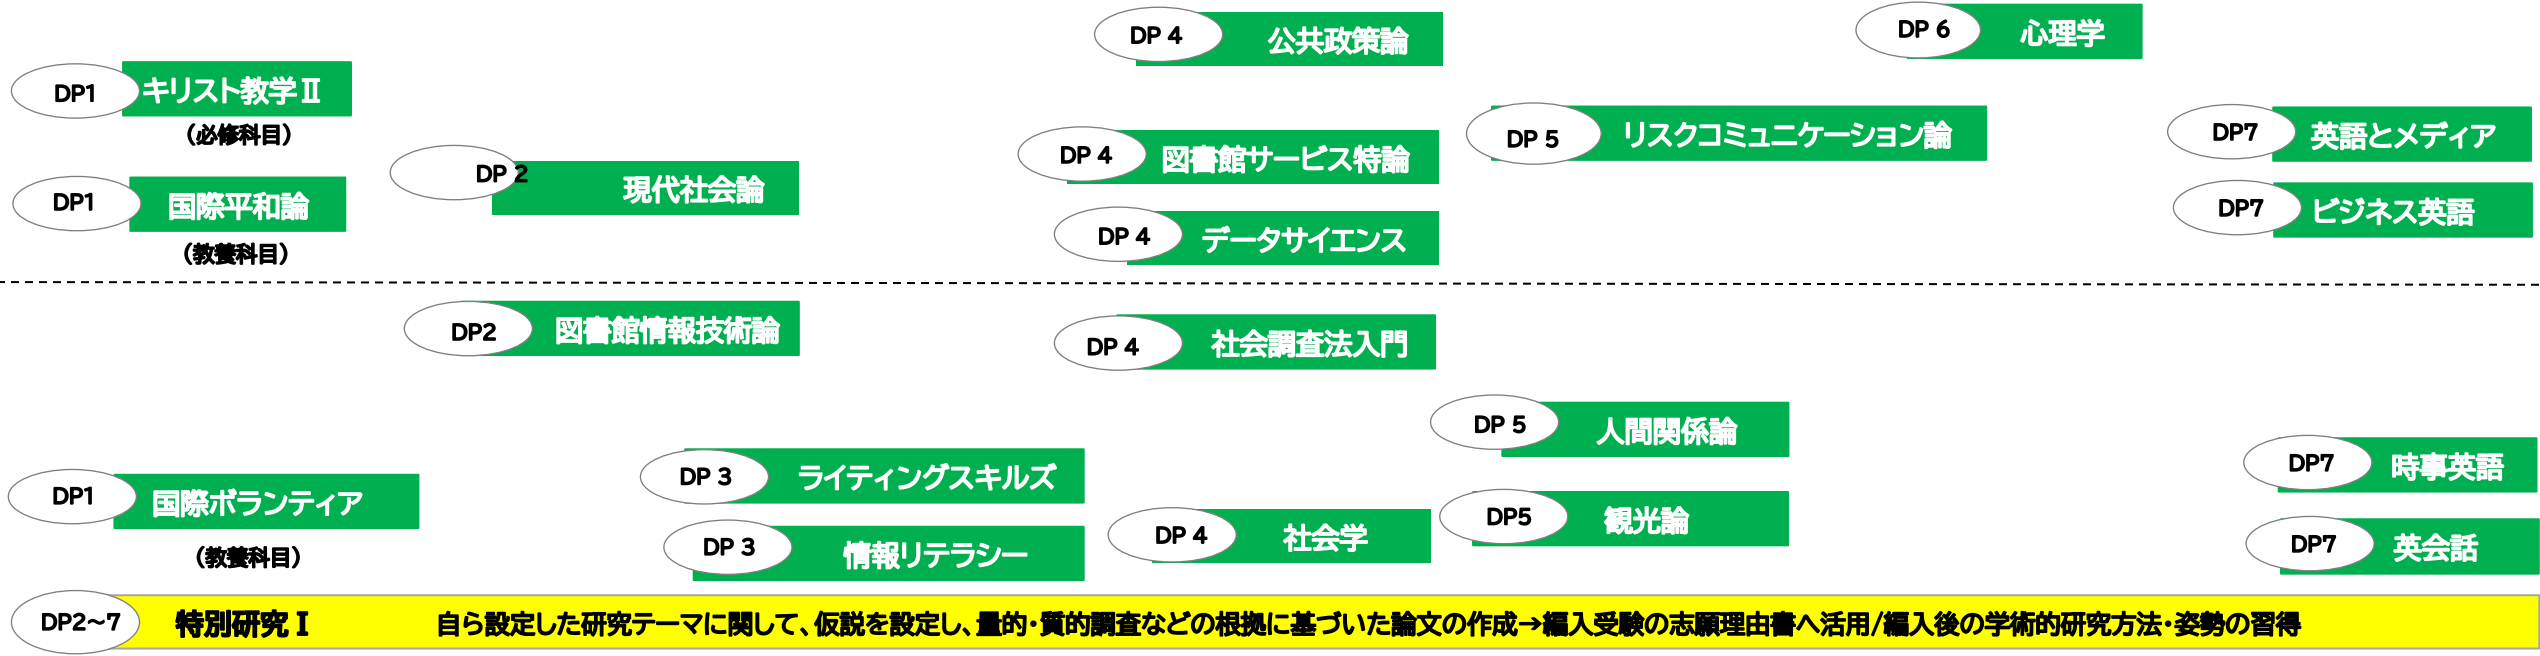 DP 4 公共政策論
DP 6 心理学
DP1 キリスト教学Ⅱ
（必修科目）
DP 5 リスクコミュニケーション論
DP7 英語とメディア
DP 4 図書館サービス特論
DP 2 現代社会論
DP1 国際平和論
（教養科目）
DP7 ビジネス英語
DP 4 データサイエンス
DP2 図書館情報技術論
DP 4 社会調査法入門
DP 5 人間関係論
DP7 時事英語
DP 3 ライティングスキルズ
DP1 国際ボランティア
（教養科目）
DP5 観光論
DP 4 社会学
DP 3 情報リテラシー
DP7 英会話
DP2～7 特別研究Ⅰ 自ら設定した研究テーマに関して、仮説を設定し、量的・質的調査などの根拠に基づいた論文の作成→編入受験の志願理由書へ活用/編入後の学術的研究方法・姿勢の習得